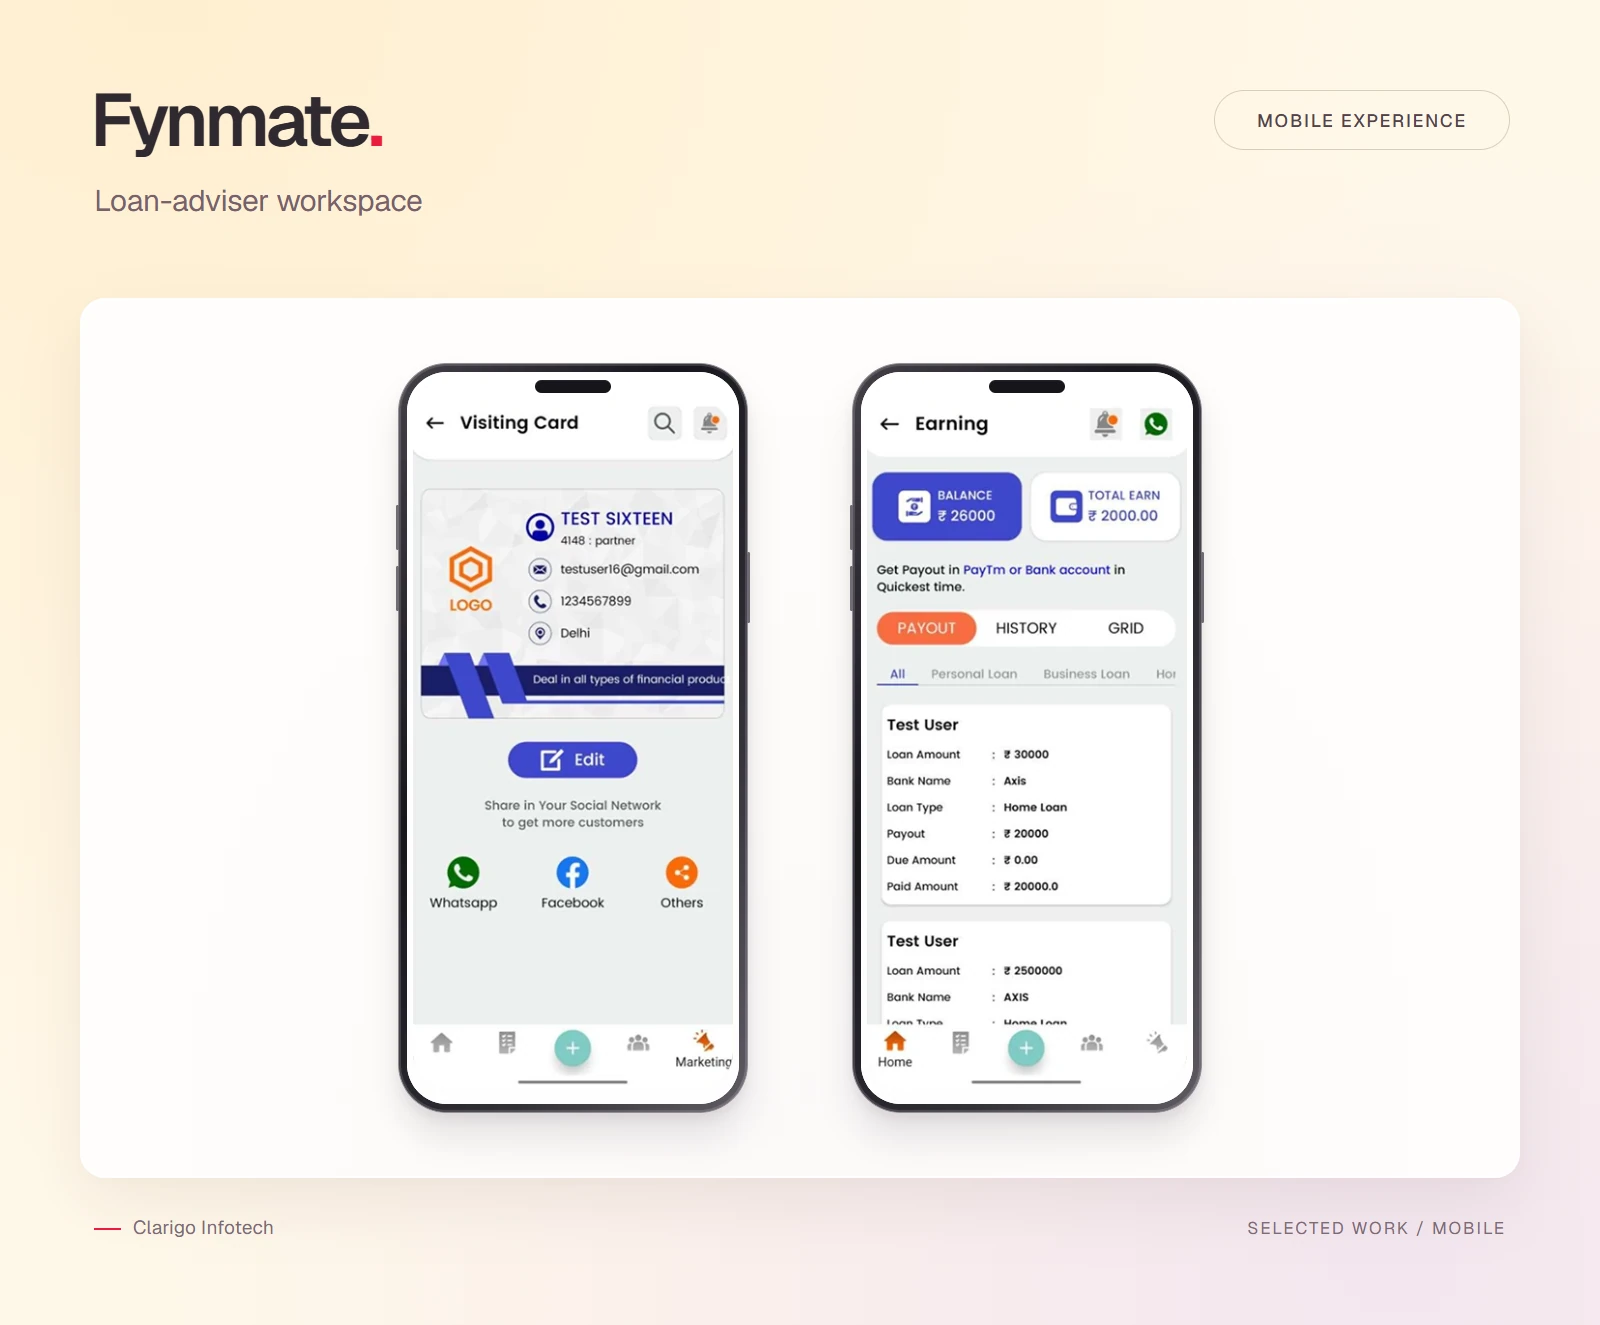 Fynmate.
Loan-adviser workspace
MOBILE EXPERIENCE
Visiting Card
TEST SIXTEEN
4148 : partner
testuser16@gmail.com
1234567899
Delhi
LOGO
Deal in all types of financial produc
Edit
Share in Your Social Network
to get more customers
Whatsapp
Facebook
Others
Marketing
Earning
BALANCE
₹ 26000
TOTAL EARN
₹ 2000.00
Get Payout in PayTm or Bank account in
Quickest time.
PAYOUT HISTORY GRID
All Personal Loan Business Loan Hor
Test User
Loan Amount : ₹ 30000
Bank Name : Axis
Loan Type : Home Loan
Payout : ₹ 20000
Due Amount : ₹ 0.00
Paid Amount : ₹ 20000.0
Test User
Loan Amount : ₹ 2500000
Bank Name : AXIS
Loan Type : Home Loan
Home
Clarigo Infotech
SELECTED WORK / MOBILE